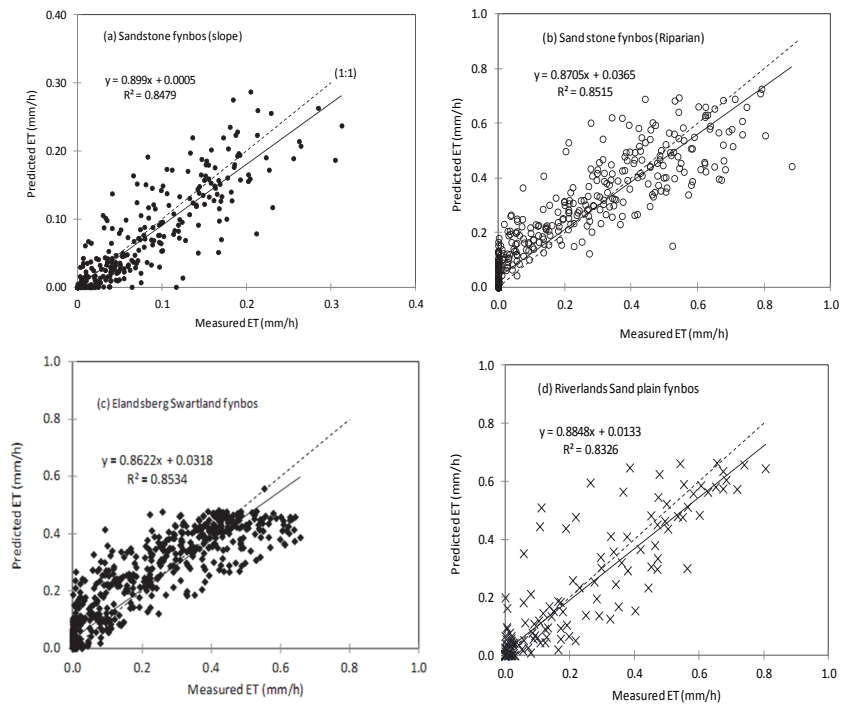 (a) Sandstone fynbos (slope)
y = 0.899x + 0.0005
R² = 0.8479
(1:1)
Predicted ET (mm/h)
0.40
0.30
0.20
0.10
0.00
0
0.1
0.2
0.3
0.4
Measured ET (mm/h)
(b) Sand stone fynbos (Riparian)
y = 0.8705x + 0.0365
R² = 0.8515
Predicted ET (mm/h)
1.0
0.8
0.6
0.4
0.2
0.0
0.0
0.2
0.4
0.6
0.8
1.0
Measured ET (mm/h)
(c) Elandsberg Swartland fynbos
y = 0.8622x + 0.0318
R² = 0.8534
Predicted ET (mm/h)
1.0
0.8
0.6
0.4
0.2
0.0
0.0
0.2
0.4
0.6
0.8
1.0
Measured ET (mm/h)
(d) Riverlands Sand plain fynbos
y = 0.8848x + 0.0133
R² = 0.8326
Predicted ET (mm/h)
1.0
0.8
0.6
0.4
0.2
0.0
0.0
0.2
0.4
0.6
0.8
1.0
Measured ET (mm/h)